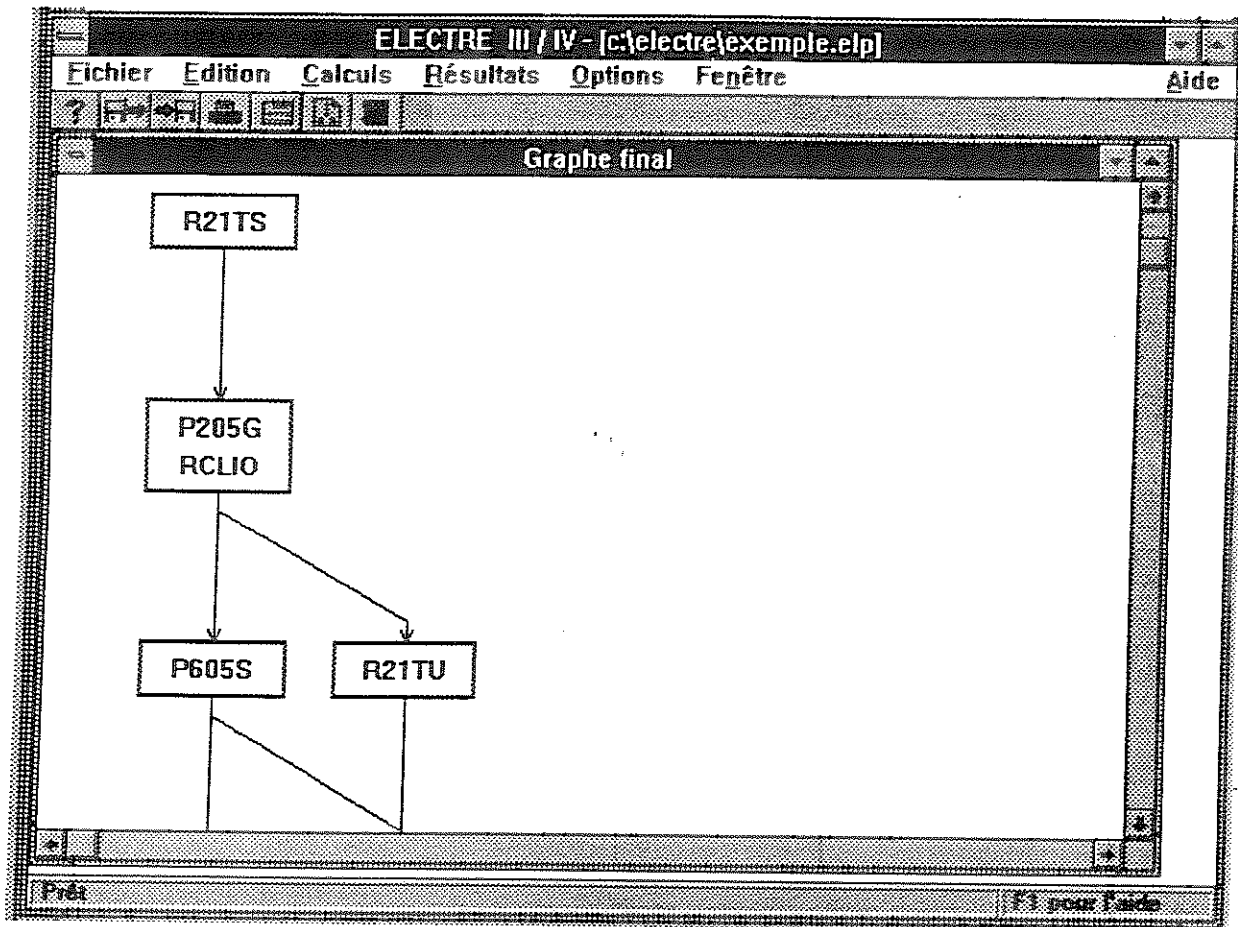 ELECTRE III / IV - [c:\electre\exemple.elp]
Fichier Edition Calculs Résultats Options Fenêtre Aide
?
Graphe final
R21TS
P205G
RCLIO
P605S R21TU
Prêt F1 pour l'aide